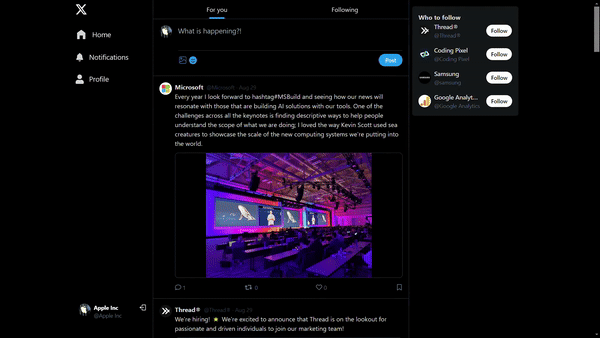 For you
Following
Home
Notifications
Profile
What is happening?!
Post
Who to follow
Thread®
@Thread®
Follow
Coding Pixel
@Coding Pixel
Follow
Samsung
@samsung
Follow
Google Analyt...
@Google Analytics
Follow
Microsoft @Microsoft · Aug 29
Every year I look forward to hashtag#MSBuild and seeing how our news will
resonate with those that are building AI solutions with our tools. One of the
challenges across all the keynotes is finding descriptive ways to help people
understand the scope of what we are doing; I loved the way Kevin Scott used sea
creatures to showcase the scale of the new computing systems we're putting into
the world.
1
0
0
Apple Inc
@Apple Inc
Thread® @Thread® · Aug 29
We're hiring! We're excited to announce that Thread is on the lookout for
passionate and driven individuals to join our marketing team!